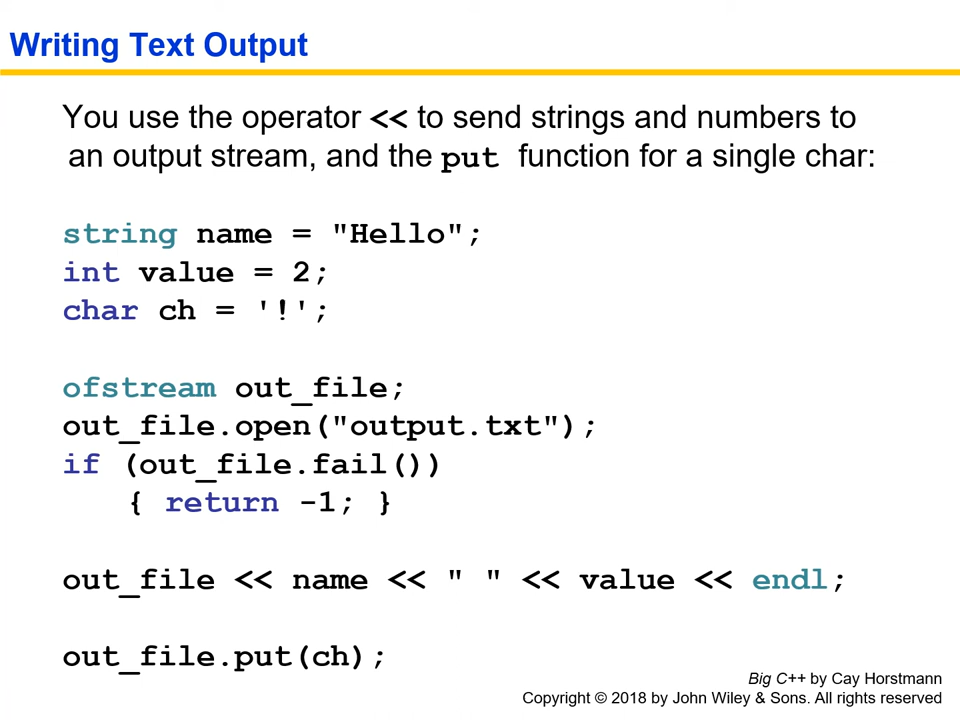 Writing Text Output
You use the operator << to send strings and numbers to
an output stream, and the put function for a single char:
string name = "Hello";
int value = 2;
char ch = '!';
ofstream out_file;
out_file.open("output.txt");
if (out_file.fail())
{ return -1; }
out_file << name << " " << value << endl;
out_file.put(ch);
Big C++ by Cay Horstmann
Copyright © 2018 by John Wiley & Sons. All rights reserved